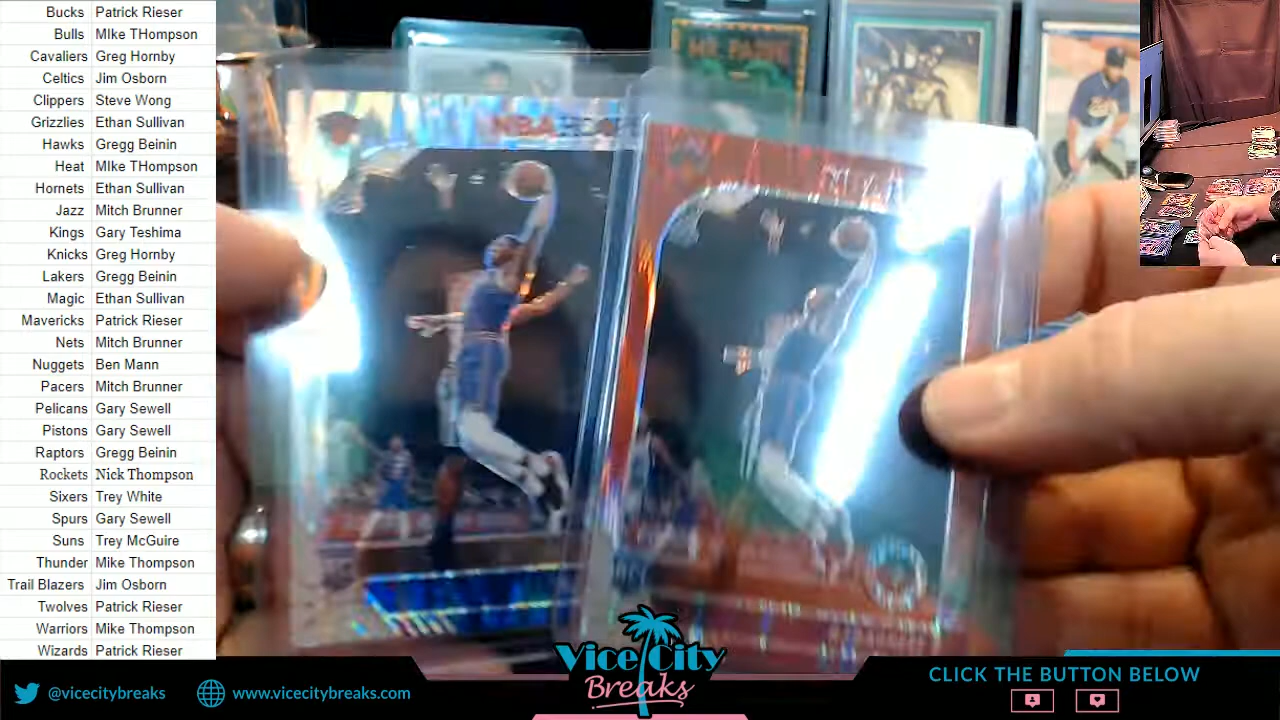 Bucks Patrick Rieser
Bulls MIke THompson
Cavaliers Greg Hornby
Celtics Jim Osborn
Clippers Steve Wong
Grizzlies Ethan Sullivan
Hawks Gregg Beinin
Heat MIke THompson
Hornets Ethan Sullivan
Jazz Mitch Brunner
Kings Gary Teshima
Knicks Greg Hornby
Lakers Gregg Beinin
Magic Ethan Sullivan
Mavericks Patrick Rieser
Nets Mitch Brunner
Nuggets Ben Mann
Pacers Mitch Brunner
Pelicans Gary Sewell
Pistons Gary Sewell
Raptors Gregg Beinin
Rockets Nick Thompson
Sixers Trey White
Spurs Gary Sewell
Suns Trey McGuire
Thunder Mike Thompson
Trail Blazers Jim Osborn
Twolves Patrick Rieser
Warriors Mike Thompson
Wizards Patrick Rieser
NBA
Vice City
Breaks
@vicecitybreaks
www.vicecitybreaks.com
CLICK THE BUTTON BELOW